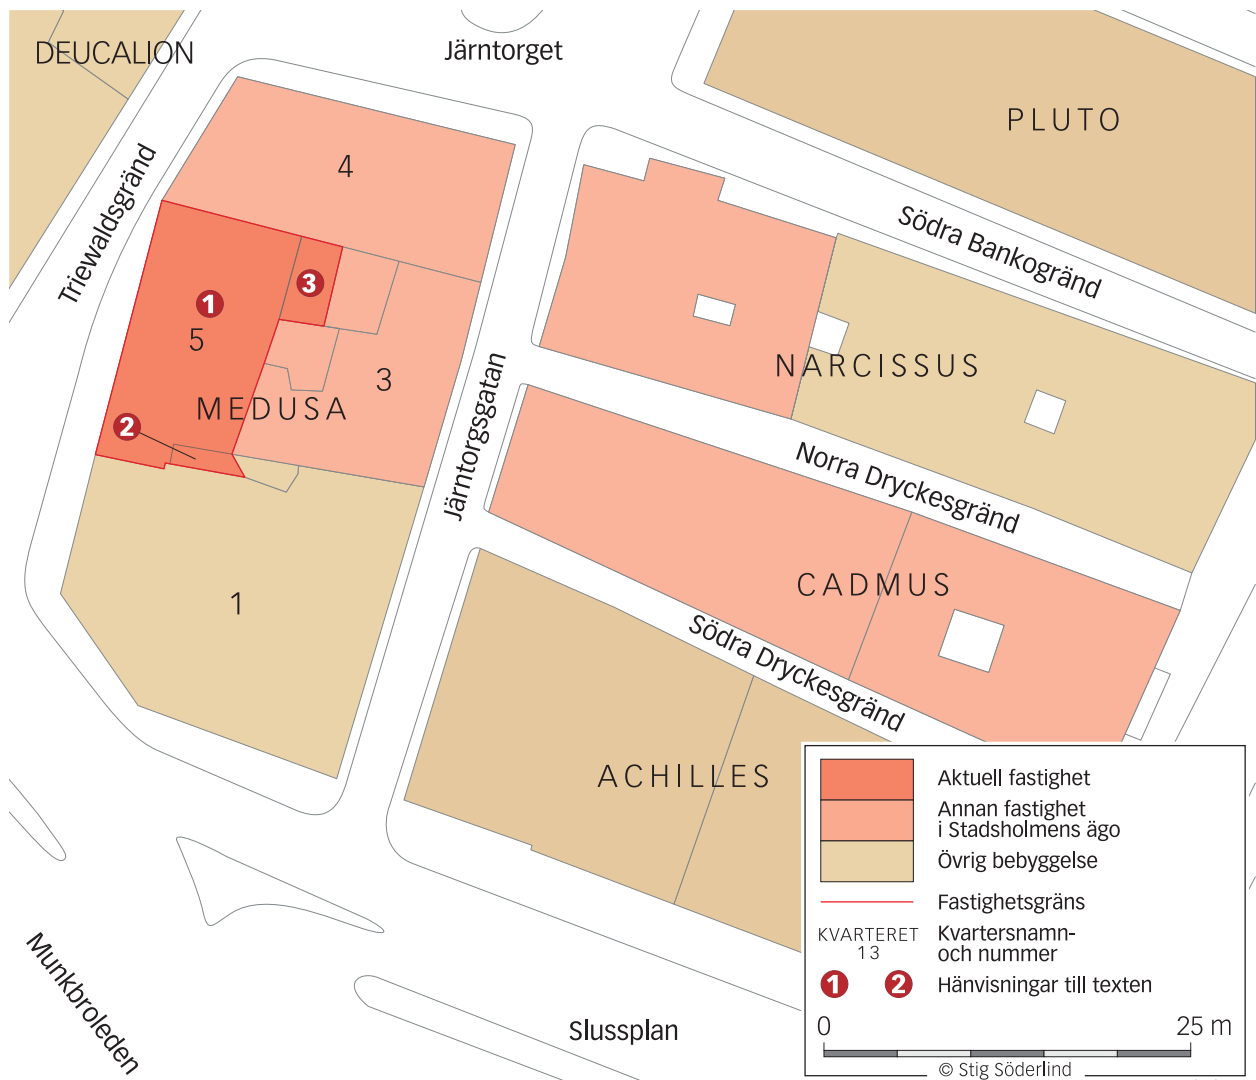 DEUCALION
Järntorget
PLUTO
4
Triewaldsgränd
Södra Bankogränd
3
1
5
NARCISSUS
3
MEDUSA
2
Järntorgsgatan
Norra Dryckesgränd
CADMUS
1
Södra Dryckesgränd
ACHILLES
Munkbroleden
Slussplan
Aktuell fastighet
Annan fastighet
i Stadsholmens ägo
Övrig bebyggelse
Fastighetsgräns
KVARTERET
13
Kvartersnamn-
och nummer
1 2 Hänvisningar till texten
0 25 m
© Stig Söderlind